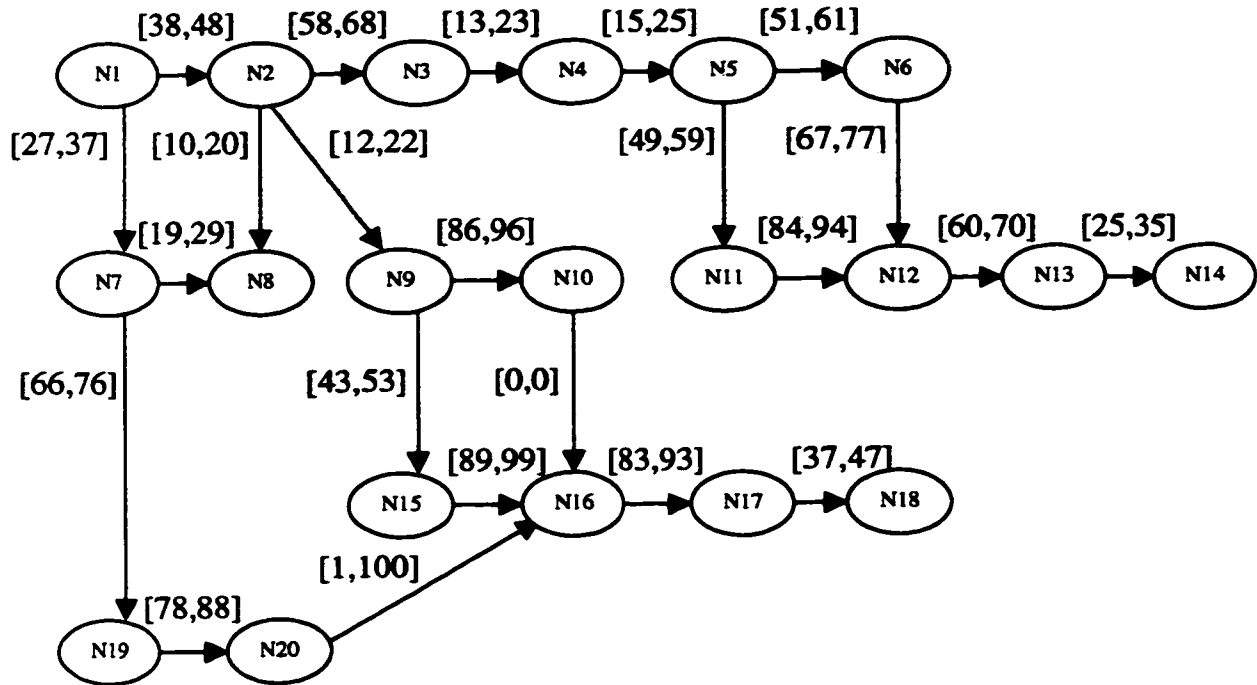 [38,48] [58,68] [13,23] [15,25] [51,61]
N1 N2 N3 N4 N5 N6
[27,37] [10,20] [12,22] [49,59] [67,77]
[19,29] [86,96] [84,94] [60,70] [25,35]
N7 N8 N9 N10 N11 N12 N13 N14
[66,76] [43,53] [0,0]
[89,99] [83,93] [37,47]
N15 N16 N17 N18
[1,100]
[78,88]
N19 N20